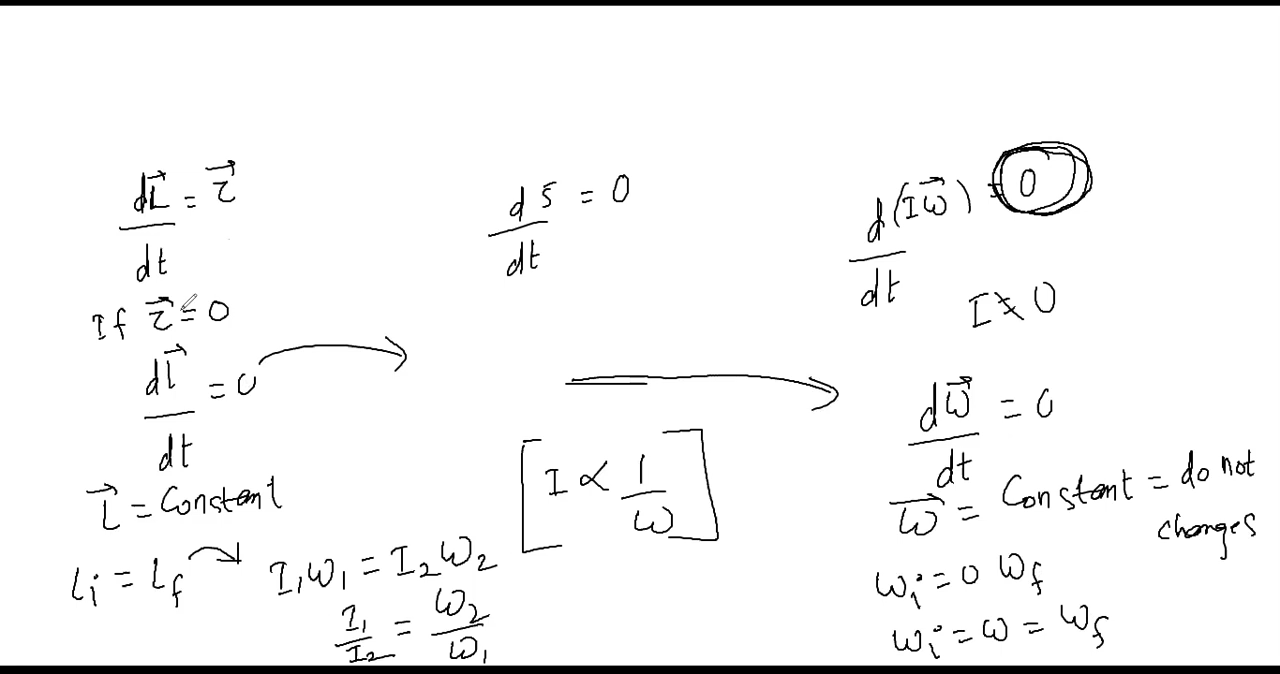 dL⃗/dt = τ⃗
If τ⃗ = 0
dL⃗/dt = 0
L⃗ = Constant
Li = Lf
I₁ω₁ = I₂ω₂
I₁/I₂ = ω₂/ω₁
d5/dt = 0
[I ∝ 1/ω]
d(Iω⃗)/dt = 0
I ≠ 0
dω⃗/dt = 0
ω⃗ = Constant = do not
changes
ωi = 0 ωf
ωi = ω = ωf